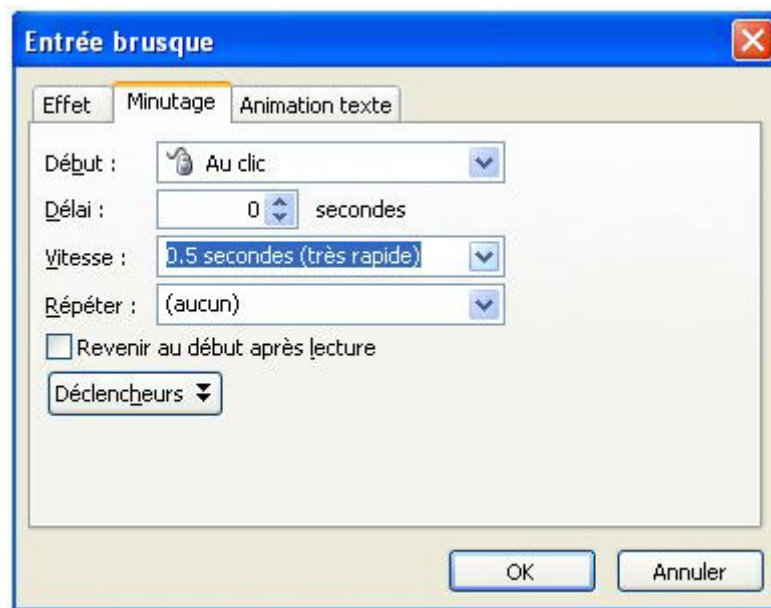 Entrée brusque
Effet Minutage Animation texte
Début : Au clic
Délai : 0 secondes
Vitesse : 0.5 secondes (très rapide)
Répéter : (aucun)
Revenir au début après lecture
Déclencheurs
OK Annuler